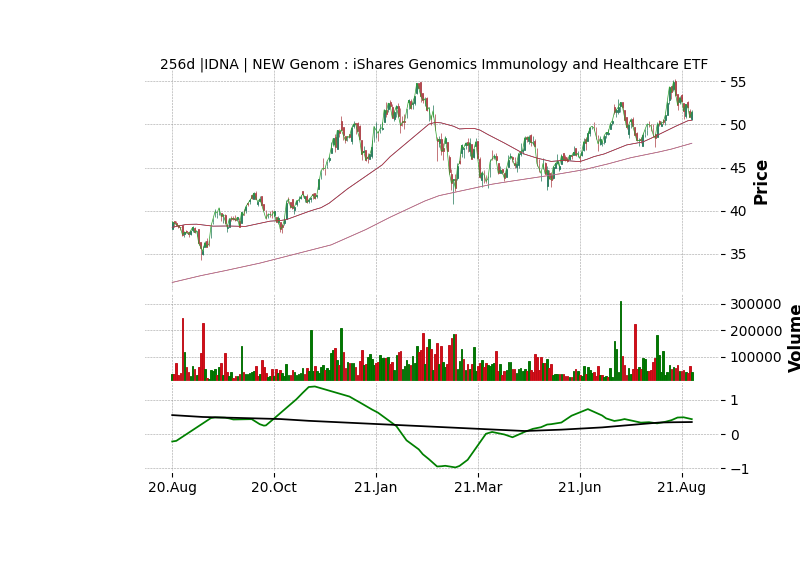 256d |IDNA | NEW Genom : iShares Genomics Immunology and Healthcare ETF
55
50
45
40
35
Price
300000
200000
100000
Volume
1
0
−1
20.Aug 20.Oct 21.Jan 21.Mar 21.Jun 21.Aug